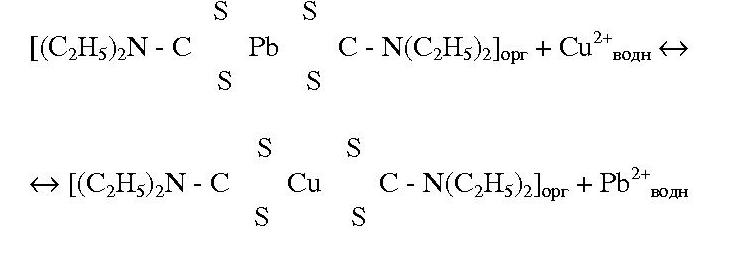 S S
[(C₂H₅)₂N - C Pb C - N(C₂H₅)₂]орг + Cu²⁺водн ↔
S S
S S
↔ [(C₂H₅)₂N - C Cu C - N(C₂H₅)₂]орг + Pb²⁺водн
S S